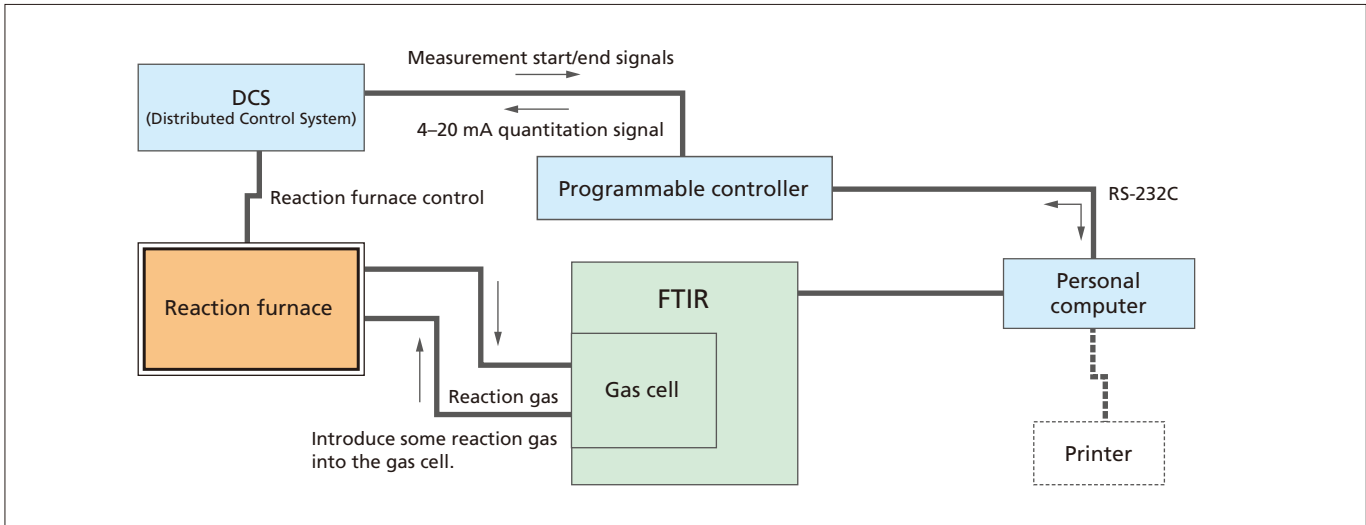 Measurement start/end signals
DCS
(Distributed Control System)
4–20 mA quantitation signal
Programmable controller
Reaction furnace control
RS-232C
Reaction furnace
FTIR
Personal
computer
Gas cell
Reaction gas
Introduce some reaction gas
into the gas cell.
Printer